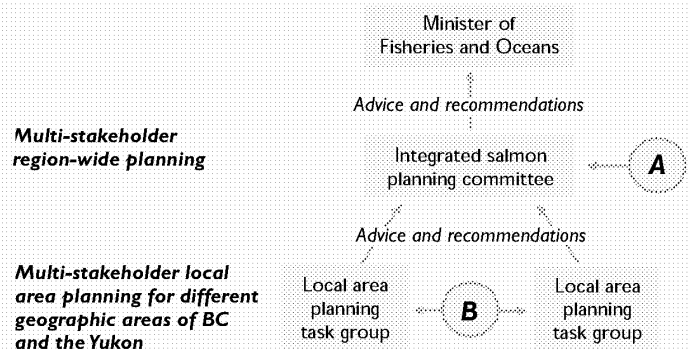 Minister of
Fisheries and Oceans
Advice and recommendations
Multi-stakeholder
region-wide planning
Integrated salmon
planning committee
A
Advice and recommendations
Multi-stakeholder local
area planning for different
geographic areas of BC
and the Yukon
Local area
planning
task group
B
Local area
planning
task group